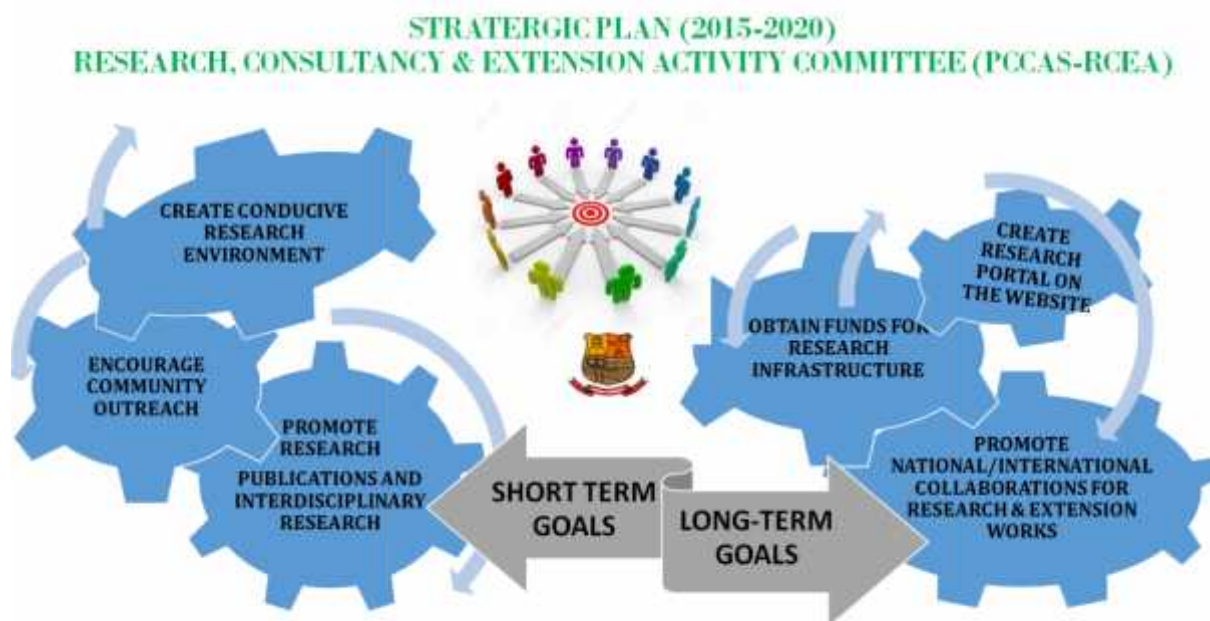 STRATERGIC PLAN (2015-2020)
RESEARCH, CONSULTANCY & EXTENSION ACTIVITY COMMITTEE (PCCAS-RCEA)
CREATE CONDUCIVE
RESEARCH
ENVIRONMENT
ENCOURAGE
COMMUNITY
OUTREACH
PROMOTE
RESEARCH
PUBLICATIONS AND
INTERDISCIPLINARY
RESEARCH
SHORT TERM
GOALS
LONG-TERM
GOALS
OBTAIN FUNDS FOR
RESEARCH
INFRASTRUCTURE
CREATE
RESEARCH
PORTAL ON
THE WEBSITE
PROMOTE
NATIONAL/INTERNATIONAL
COLLABORATIONS FOR
RESEARCH & EXTENSION
WORKS